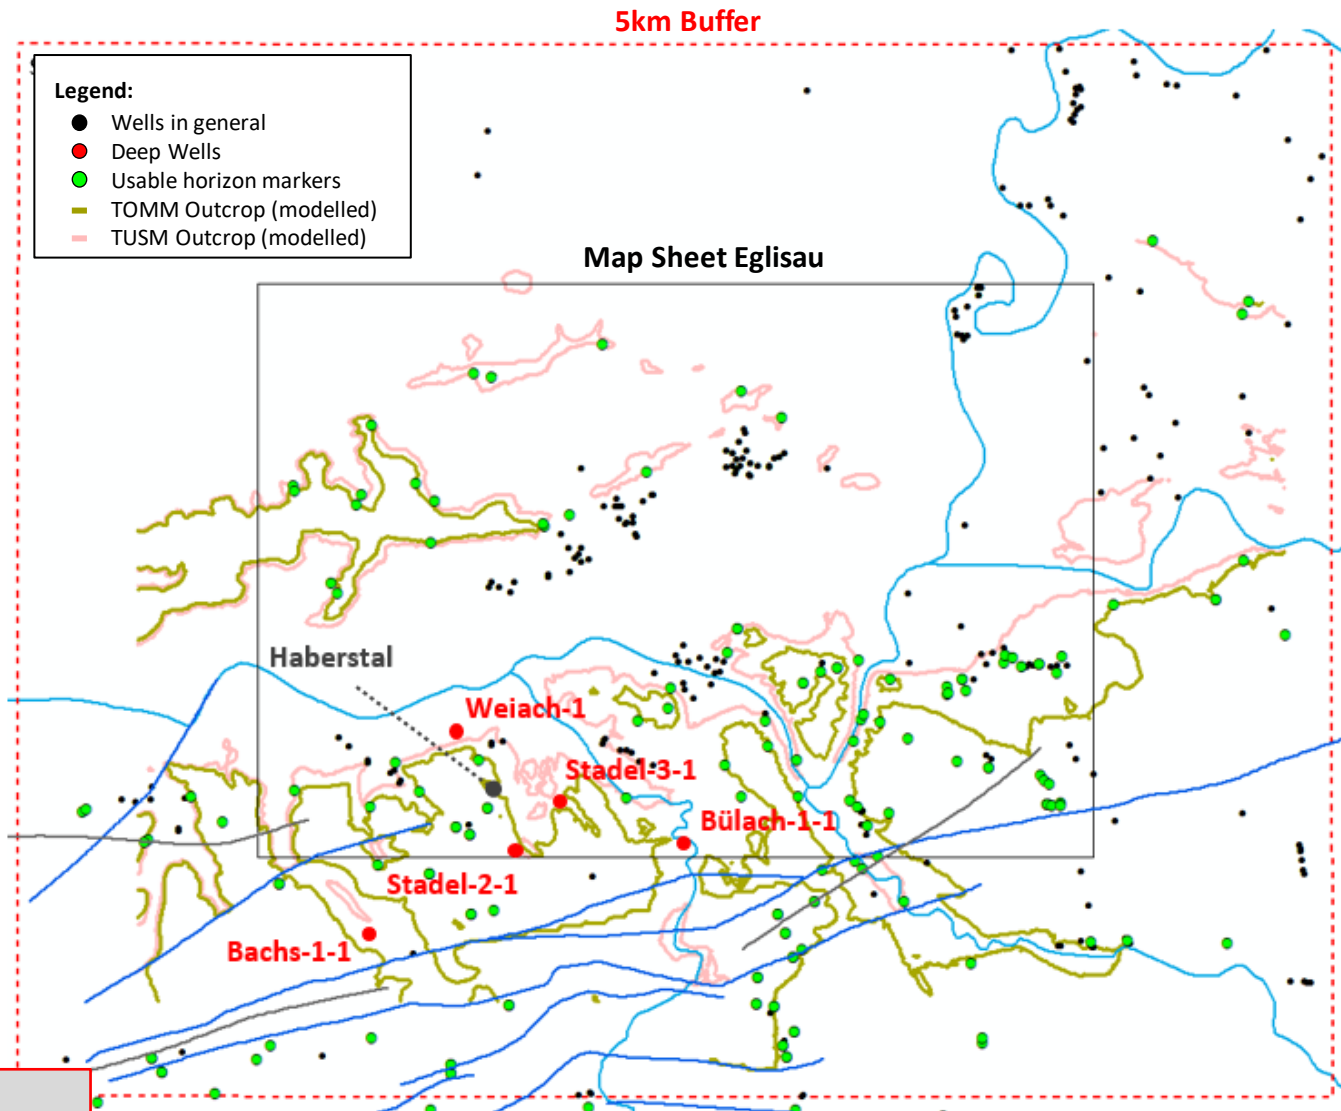 5km Buffer
Legend:
Wells in general
Deep Wells
Usable horizon markers
TOMM Outcrop (modelled)
TUSM Outcrop (modelled)
Map Sheet Eglisau
Haberstal
Weiach-1
Stadel-3-1
Bülach-1-1
Stadel-2-1
Bachs-1-1